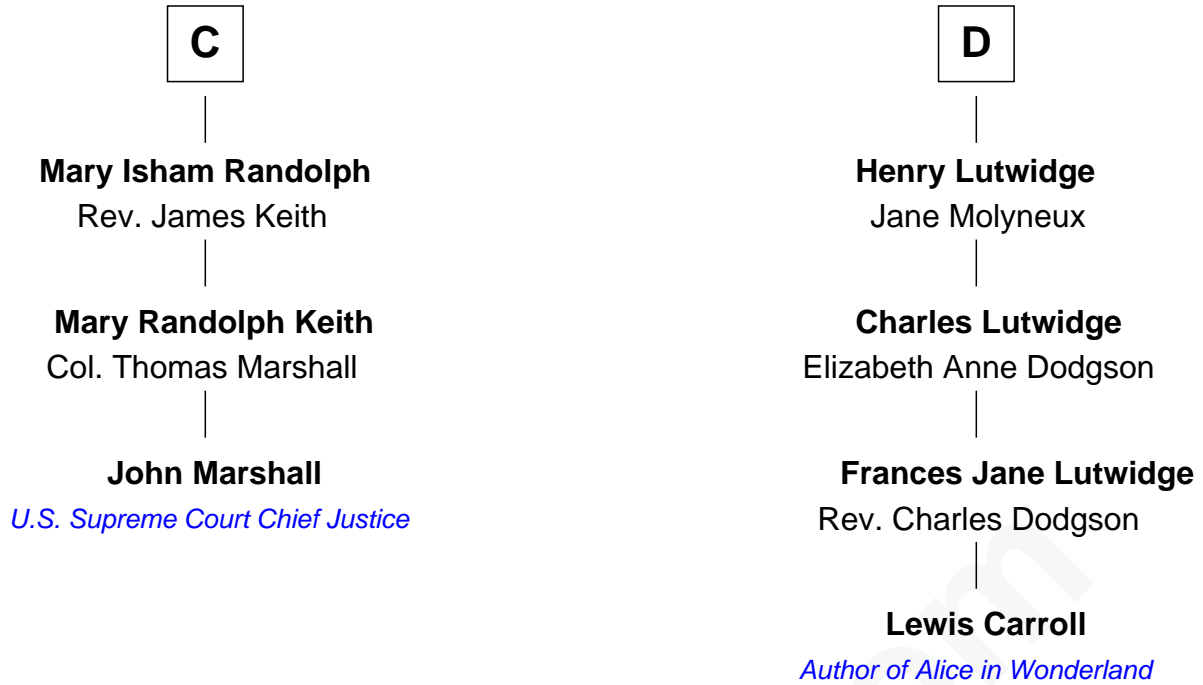 C
Mary Isham Randolph
Rev. James Keith
Mary Randolph Keith
Col. Thomas Marshall
John Marshall
U.S. Supreme Court Chief Justice
D
Henry Lutwidge
Jane Molyneux
Charles Lutwidge
Elizabeth Anne Dodgson
Frances Jane Lutwidge
Rev. Charles Dodgson
Lewis Carroll
Author of Alice in Wonderland